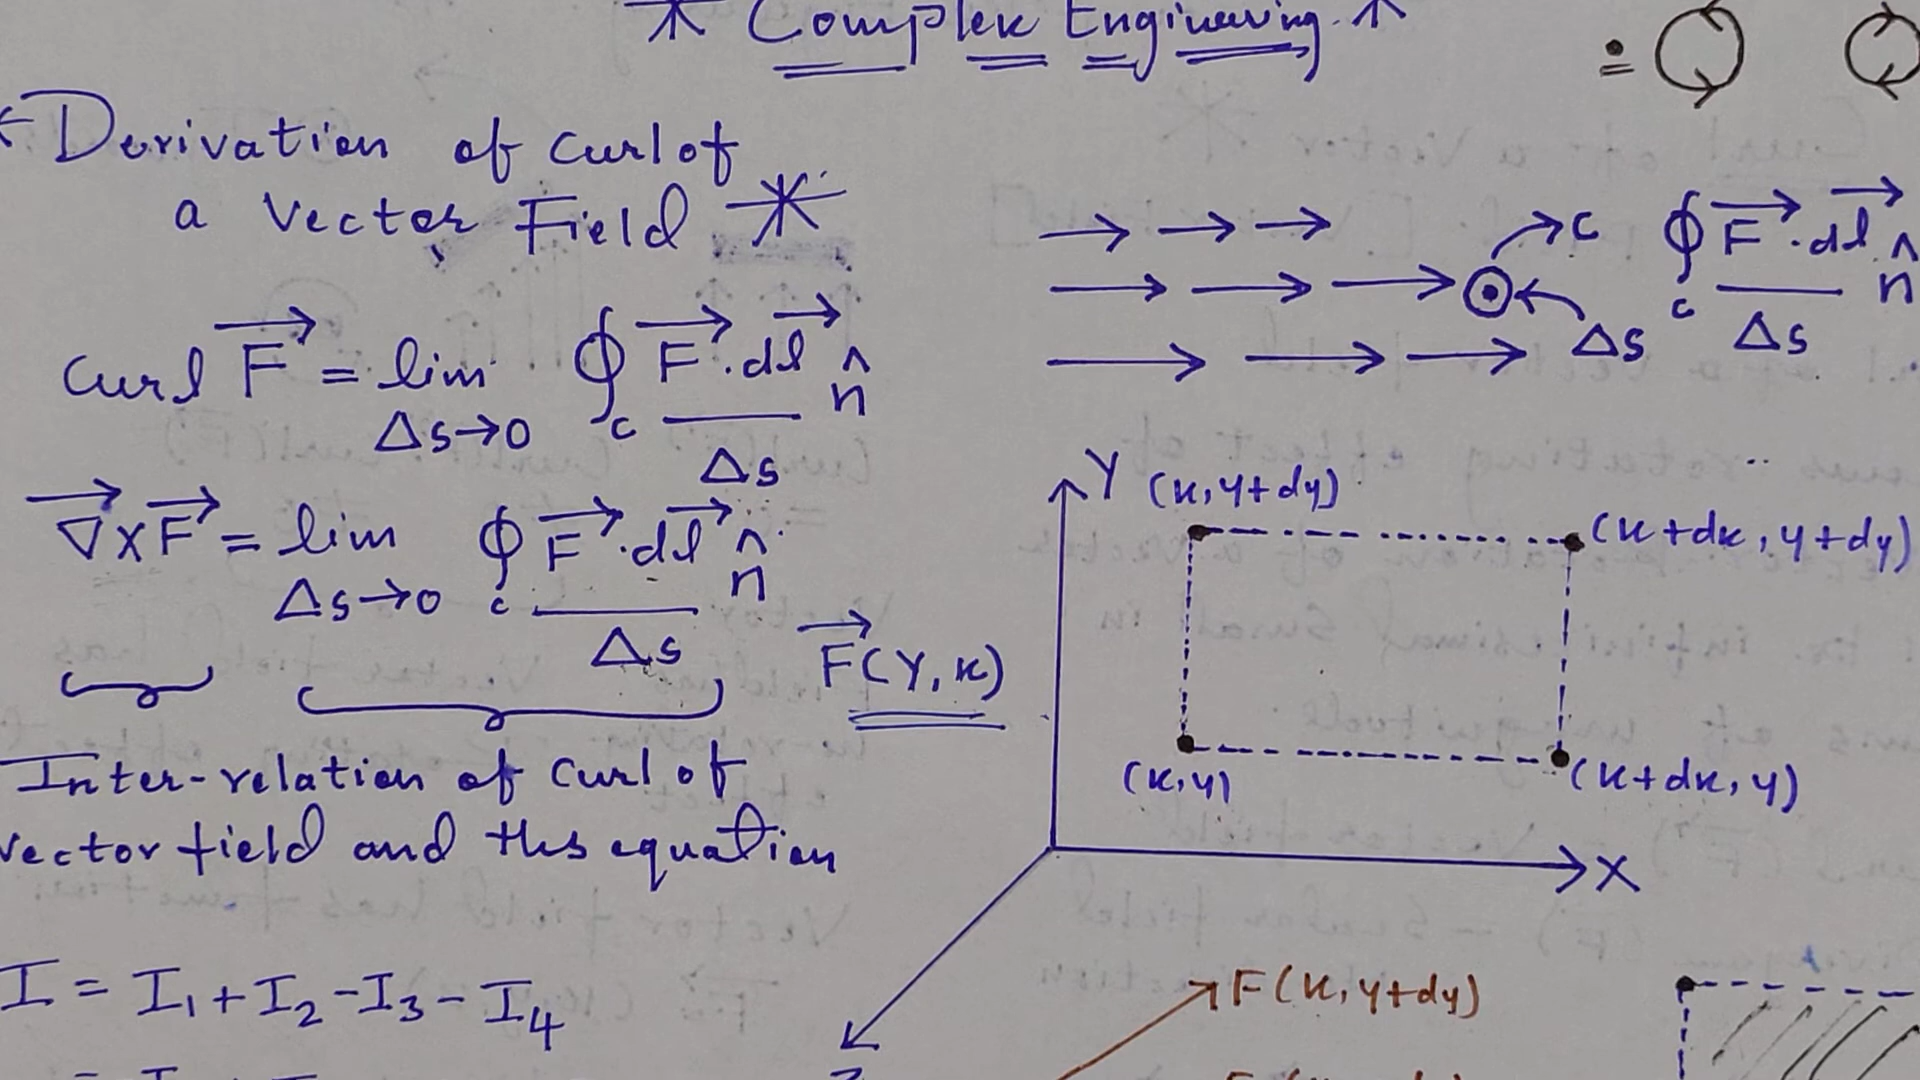 * Complex Engineering *
Derivation of Curl of
a Vector Field *
Curl F⃗ = lim Δs→0 ∮c F⃗.dl⃗ / Δs n̂
∇⃗ x F⃗ = lim Δs→0 ∮c F⃗.dl⃗ / Δs n̂
F⃗(Y, x)
Inter-relation of Curl of
Vector field and this equation
I = I₁ + I₂ - I₃ - I₄
C
ΔS
∮c F⃗.dl⃗ / Δs n̂
Y
(x, y+dy)
(x+dx, y+dy)
(x,y)
(x+dx, y)
X
F(x, y+dy)